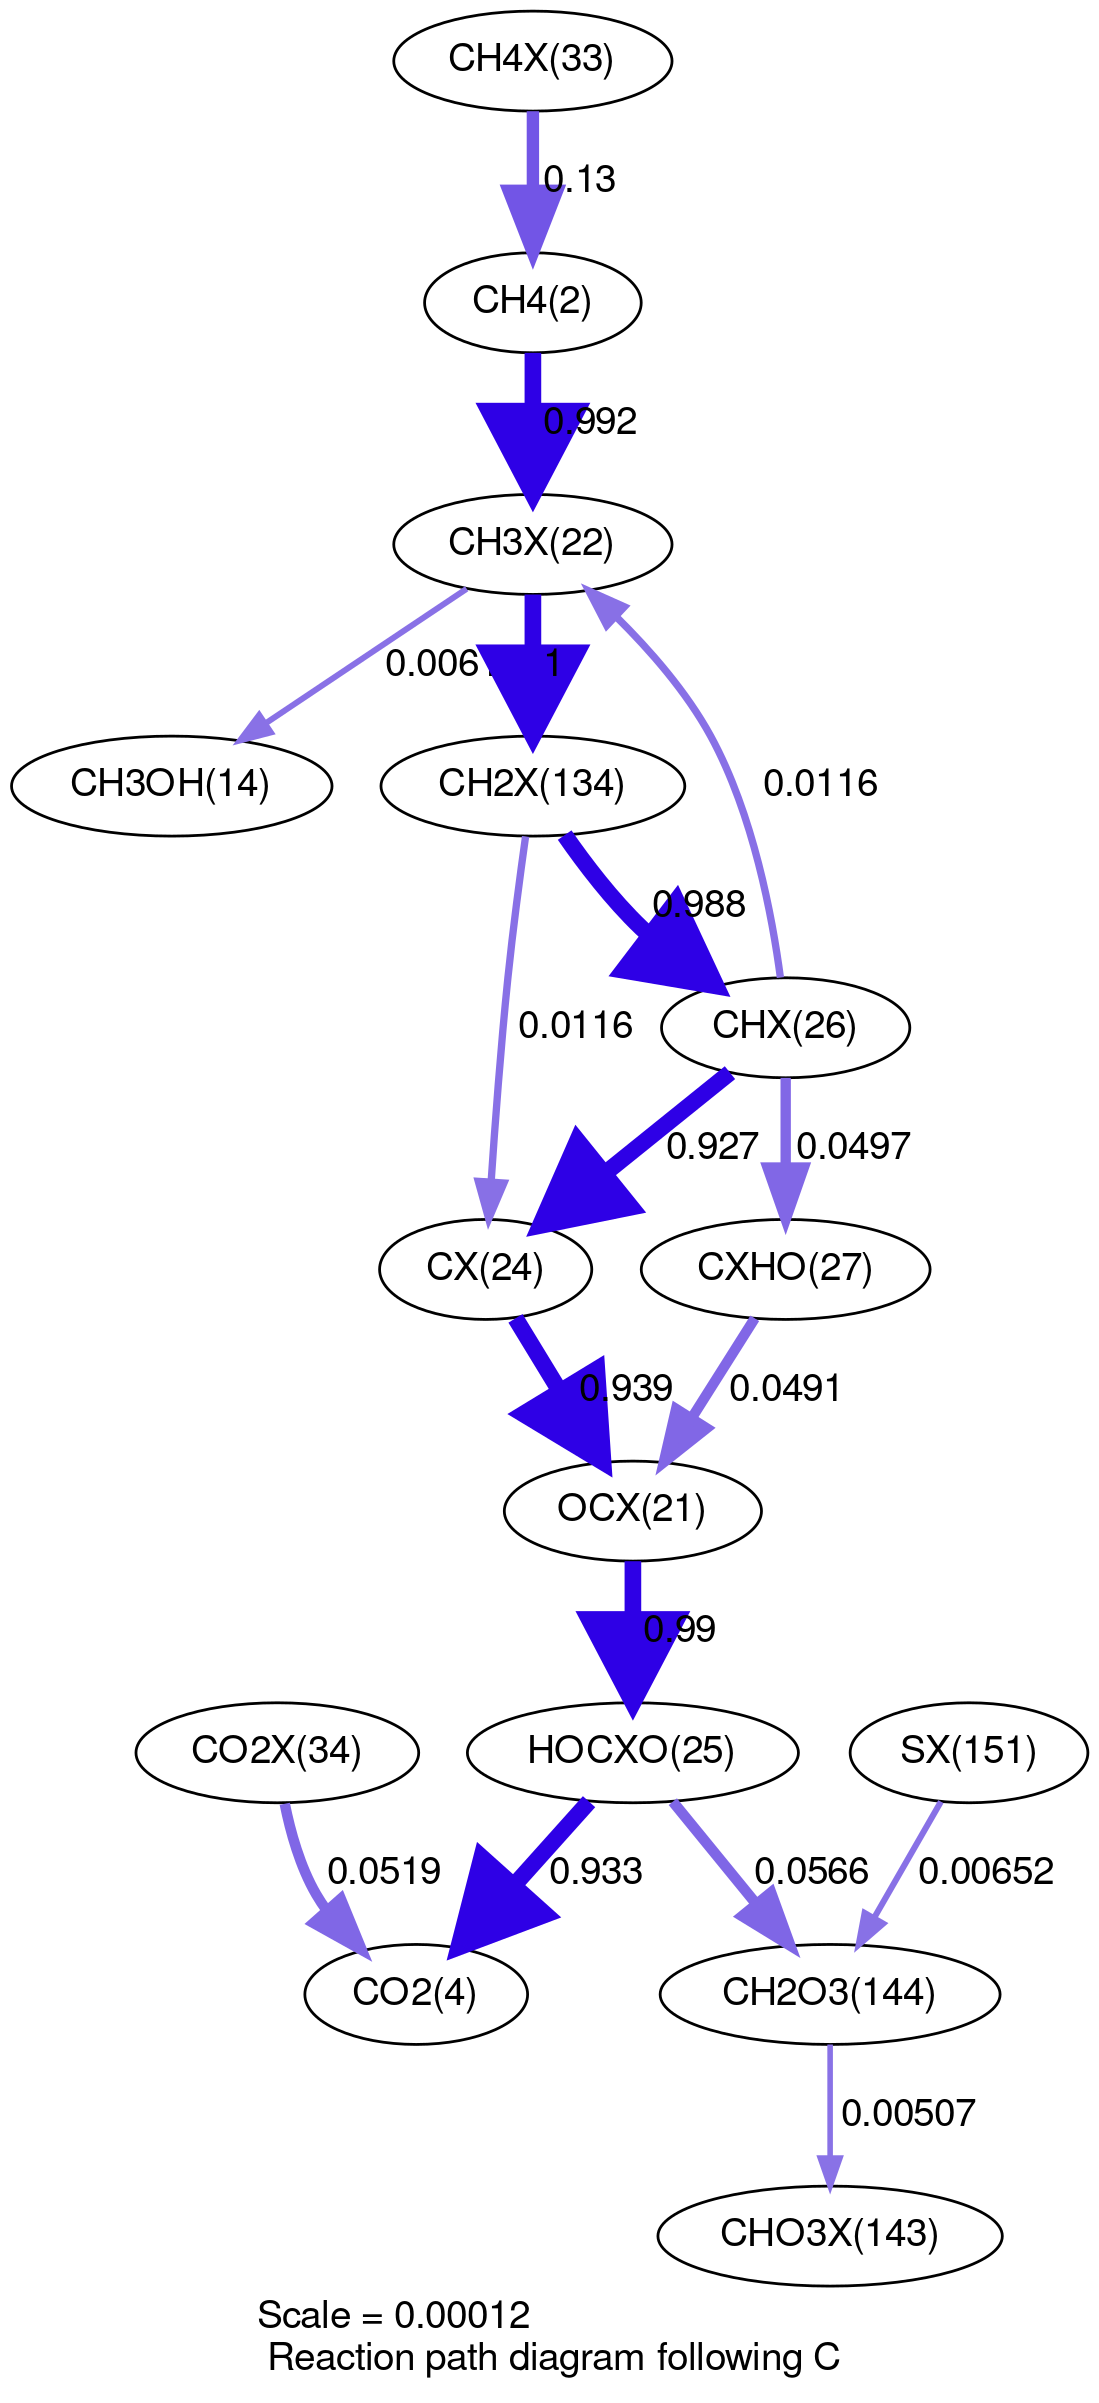 CH4X(33)
0.13
CH4(2)
0.992
CH3X(22)
1
CH3OH(14)
CH2X(134)
0.0116
0.988
0.0116
CHX(26)
0.927
0.0497
CX(24)
CXHO(27)
0.939
0.0491
OCX(21)
0.99
CO2X(34)
HOCXO(25)
SX(151)
0.0519
0.933
0.0566
0.00652
CO2(4)
CH2O3(144)
0.00507
CHO3X(143)
Scale = 0.00012
Reaction path diagram following C